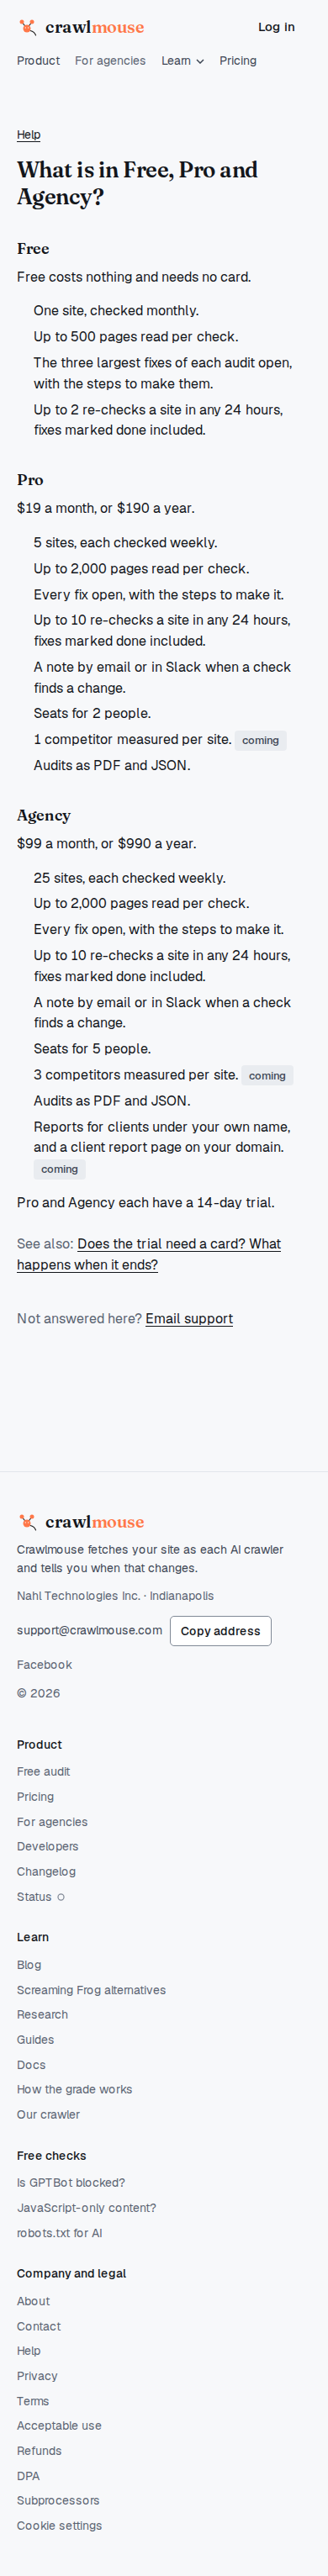 crawlmouse
Log in
Product
For agencies
Learn
Pricing
Help
What is in Free, Pro and
Agency?
Free
Free costs nothing and needs no card.
One site, checked monthly.
Up to 500 pages read per check.
The three largest fixes of each audit open,
with the steps to make them.
Up to 2 re-checks a site in any 24 hours,
fixes marked done included.
Pro
$19 a month, or $190 a year.
5 sites, each checked weekly.
Up to 2,000 pages read per check.
Every fix open, with the steps to make it.
Up to 10 re-checks a site in any 24 hours,
fixes marked done included.
A note by email or in Slack when a check
finds a change.
Seats for 2 people.
1 competitor measured per site. coming
Audits as PDF and JSON.
Agency
$99 a month, or $990 a year.
25 sites, each checked weekly.
Up to 2,000 pages read per check.
Every fix open, with the steps to make it.
Up to 10 re-checks a site in any 24 hours,
fixes marked done included.
A note by email or in Slack when a check
finds a change.
Seats for 5 people.
3 competitors measured per site. coming
Audits as PDF and JSON.
Reports for clients under your own name,
and a client report page on your domain.
coming
Pro and Agency each have a 14-day trial.
See also: Does the trial need a card? What
happens when it ends?
Not answered here? Email support
crawlmouse
Crawlmouse fetches your site as each AI crawler
and tells you when that changes.
Nahl Technologies Inc. · Indianapolis
support@crawlmouse.com Copy address
Facebook
© 2026
Product
Free audit
Pricing
For agencies
Developers
Changelog
Status
Learn
Blog
Screaming Frog alternatives
Research
Guides
Docs
How the grade works
Our crawler
Free checks
Is GPTBot blocked?
JavaScript-only content?
robots.txt for AI
Company and legal
About
Contact
Help
Privacy
Terms
Acceptable use
Refunds
DPA
Subprocessors
Cookie settings